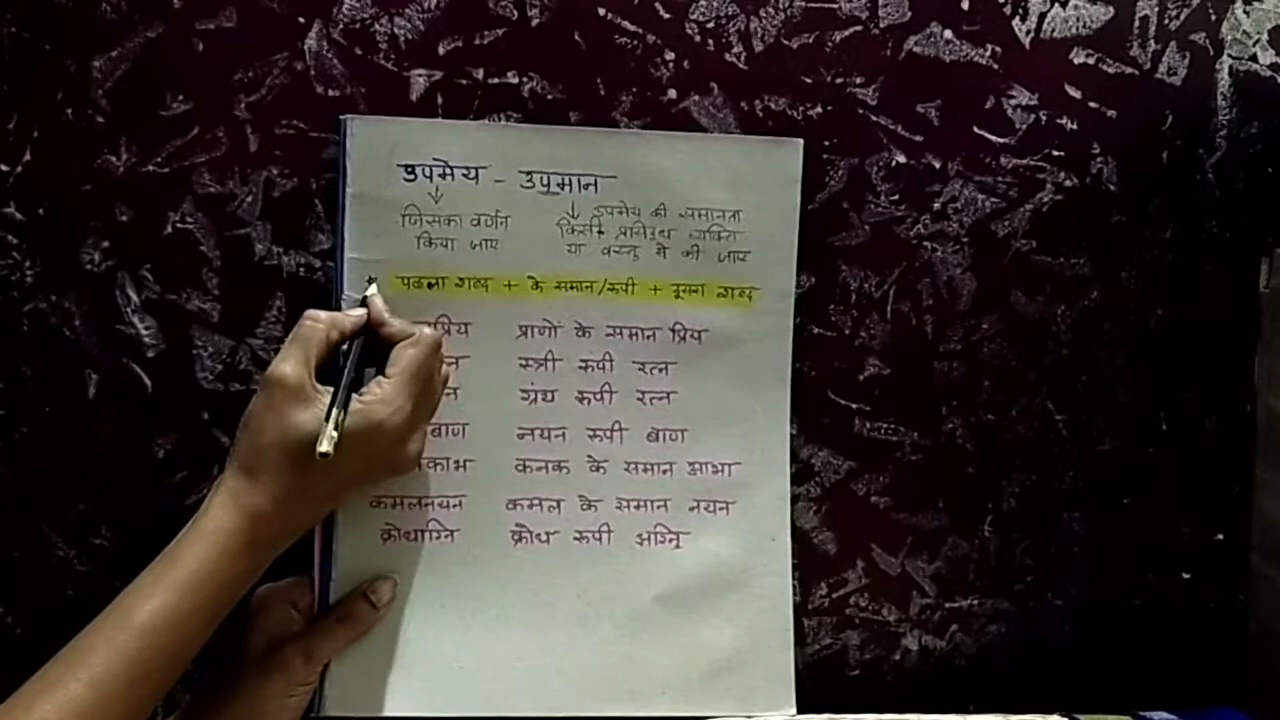 उपमेय - उपमान
जिसका वर्णन किया जाए
उपमेय की समानता किसी प्रसिद्ध व्यक्ति या वस्तु से की जाए
* पहला शब्द + के समान/रूपी + दूसरा शब्द
प्रिय प्राणों के समान प्रिय
न स्त्री रूपी रत्न
न ग्रंथ रूपी रत्न
बाण नयन रूपी बाण
काभ कनक के समान आभा
कमलनयन कमल के समान नयन
क्रोधाग्नि क्रोध रूपी अग्नि